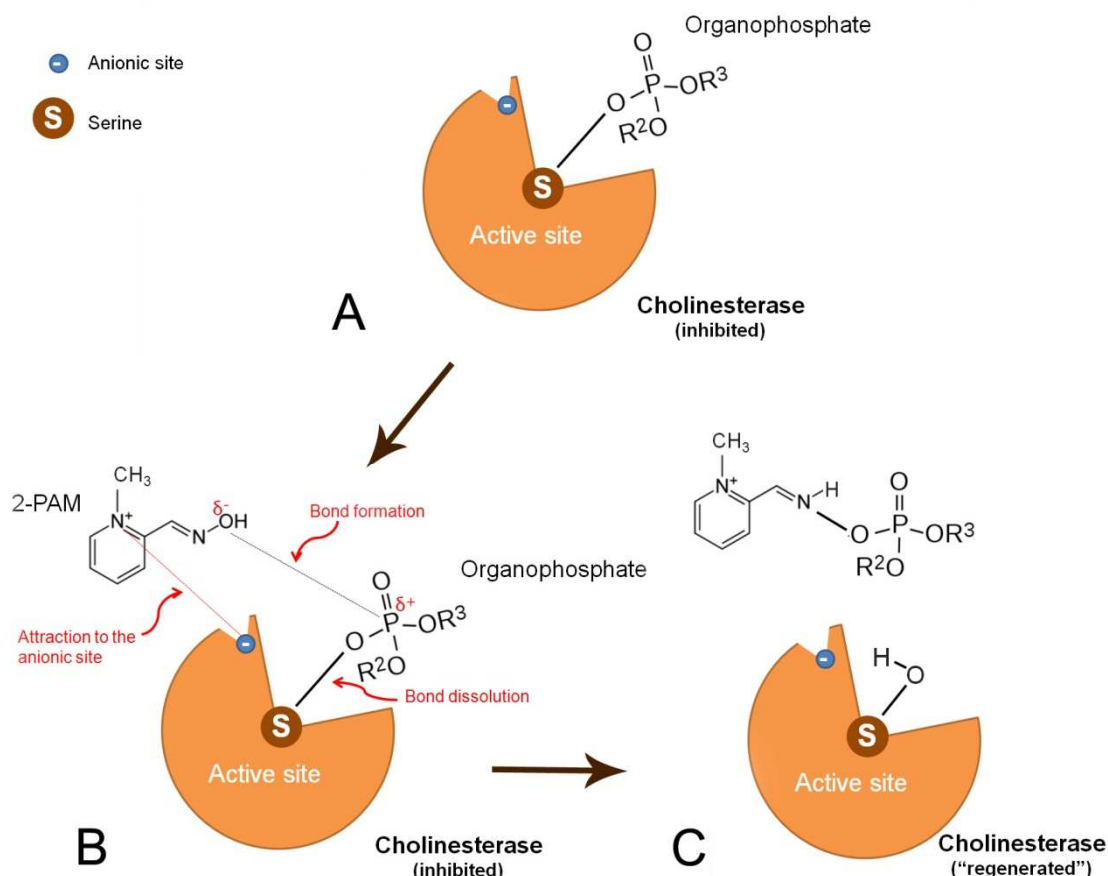 Organophosphate
- Anionic site
S Serine
O
O P OR³
R²O
-
S
Active site
A
Cholinesterase
(inhibited)
2-PAM
CH₃
N⁺
N
δ⁻
OH
Bond formation
Organophosphate
O
δ⁺
O P OR³
R²O
Attraction to the
anionic site
-
Bond dissolution
S
Active site
B
Cholinesterase
(inhibited)
CH₃
N⁺
N H
O
O P OR³
R²O
-
H O
S
Active site
C
Cholinesterase
("regenerated")